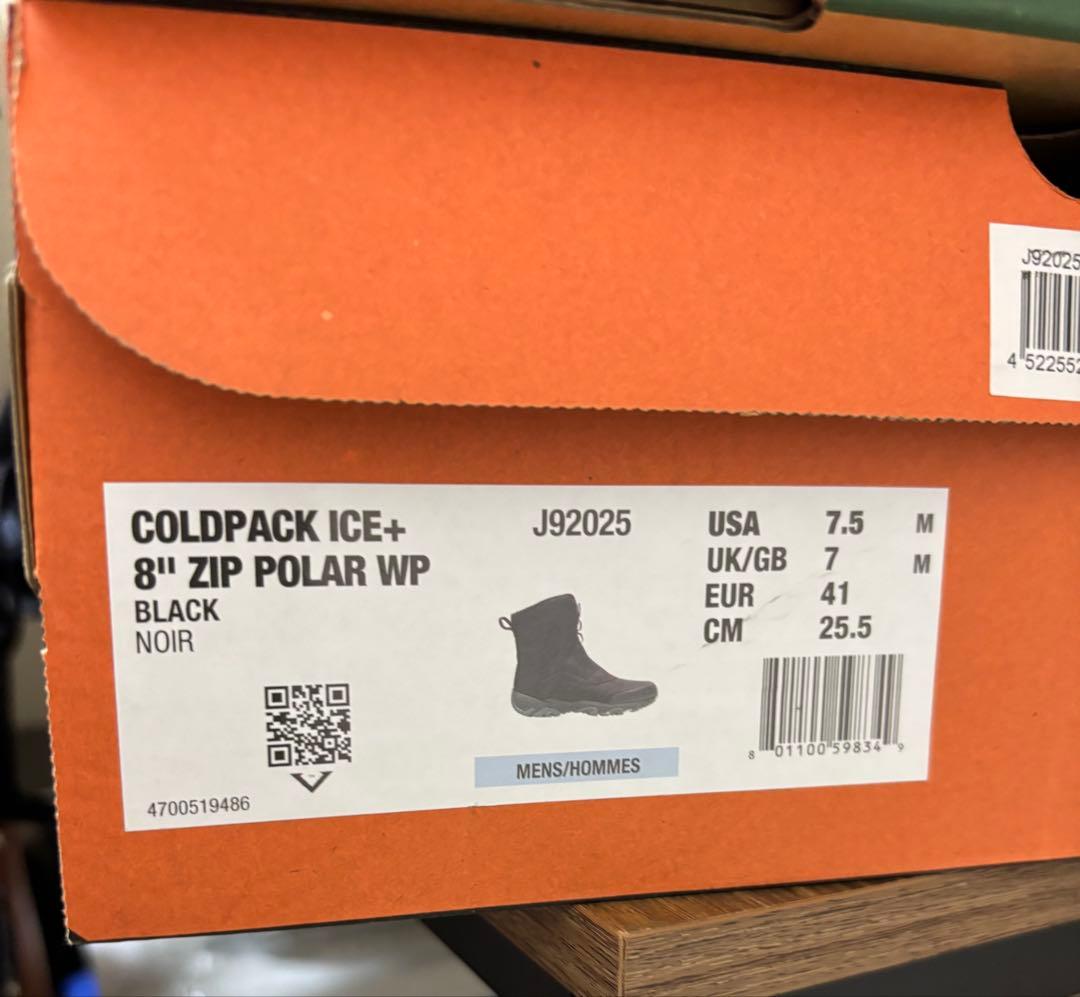 J92025
4 522552
COLDPACK ICE+
8" ZIP POLAR WP
BLACK
NOIR
4700519486
J92025
MENS/HOMMES
USA 7.5 M
UK/GB 7 M
EUR 41
CM 25.5
8 01100 59834 9